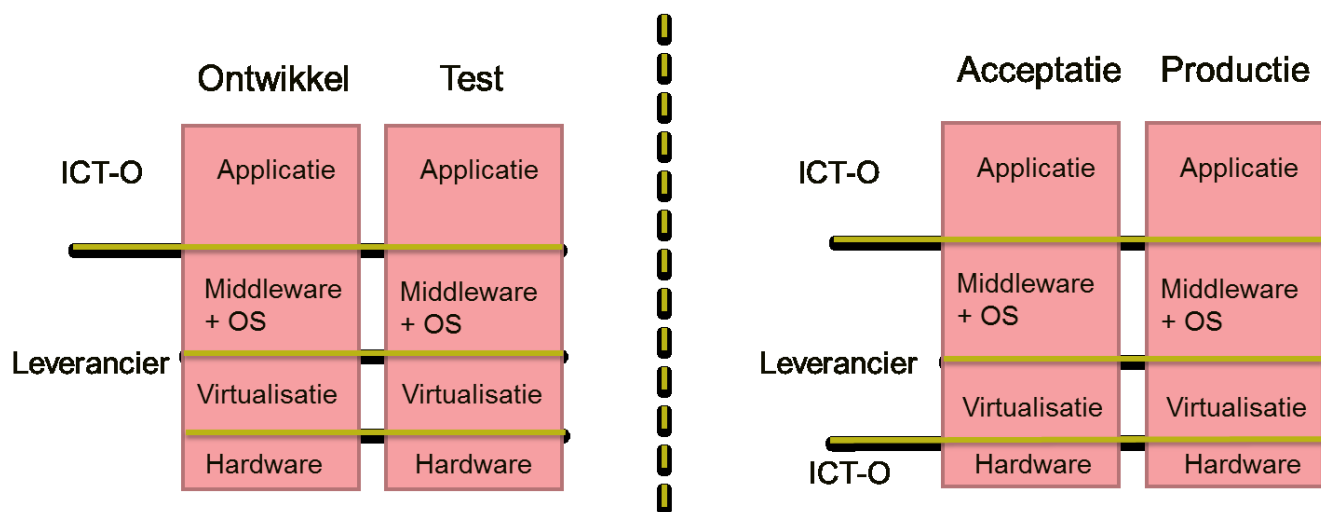 Ontwikkel Test
ICT-O Applicatie Applicatie
Middleware Middleware
+ OS + OS
Leverancier
Virtualisatie Virtualisatie
Hardware Hardware
Acceptatie Productie
ICT-O Applicatie Applicatie
Middleware Middleware
+ OS + OS
Leverancier
Virtualisatie Virtualisatie
ICT-O Hardware Hardware